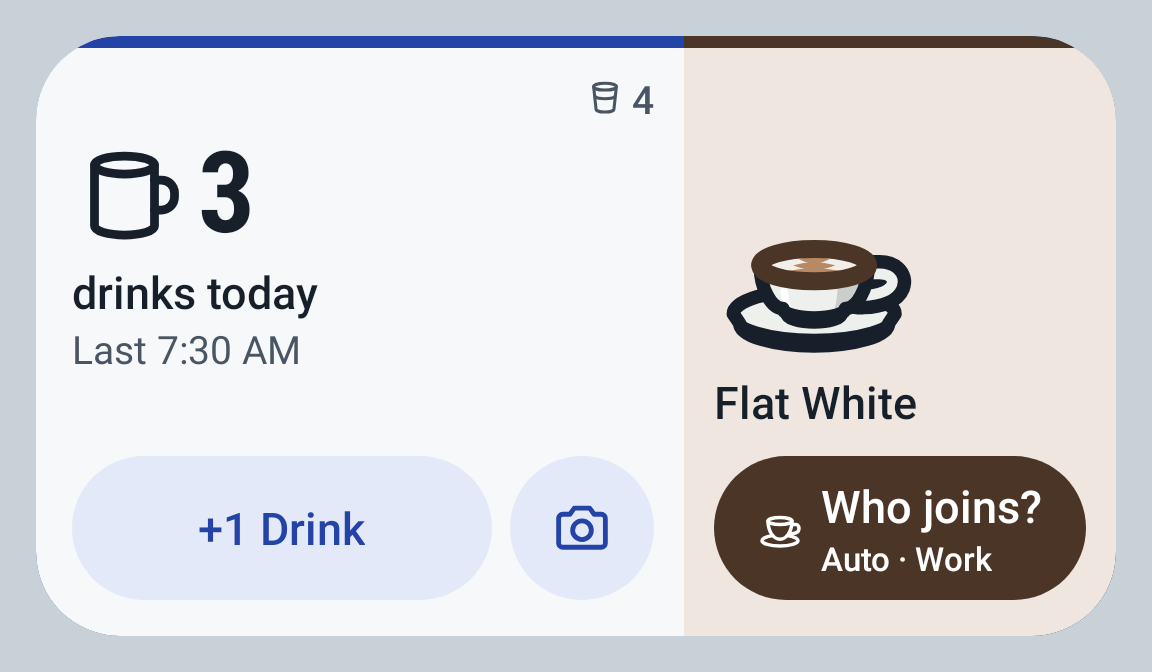 4
3
drinks today
Last 7:30 AM
+1 Drink
Flat White
Who joins?
Auto · Work